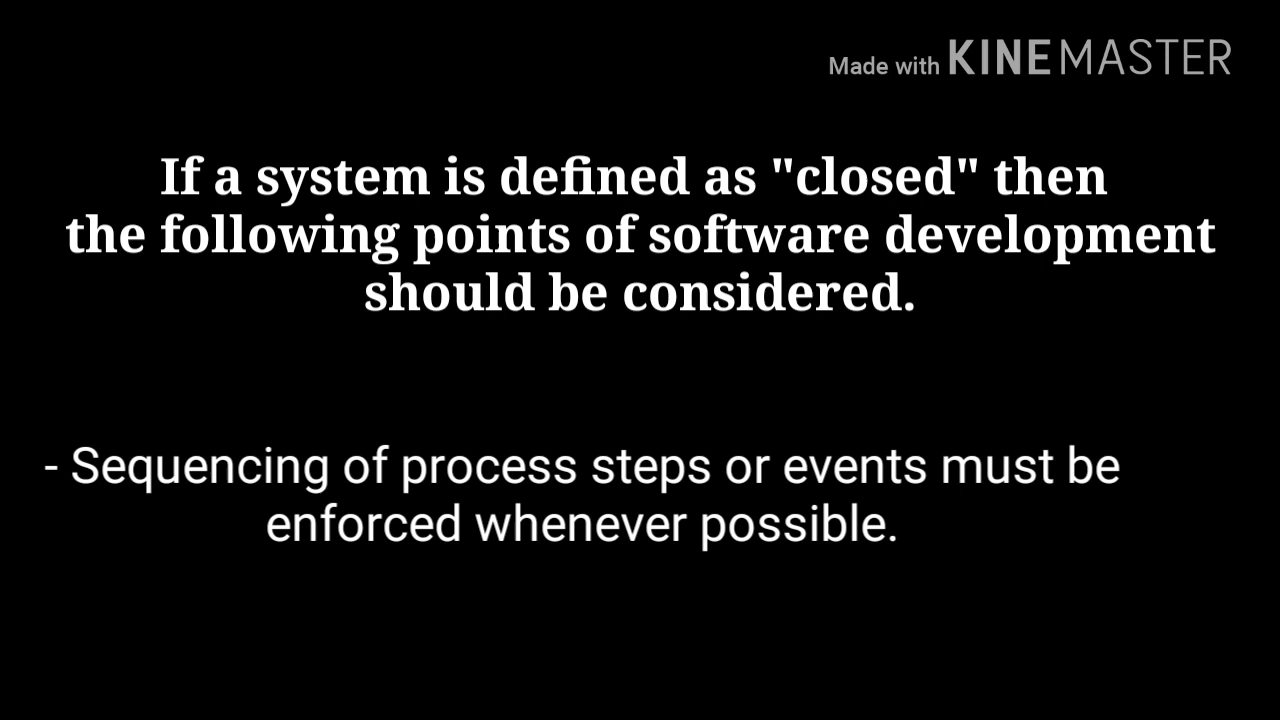 Made with KINEMASTER
If a system is defined as "closed" then
the following points of software development
should be considered.
- Sequencing of process steps or events must be
enforced whenever possible.